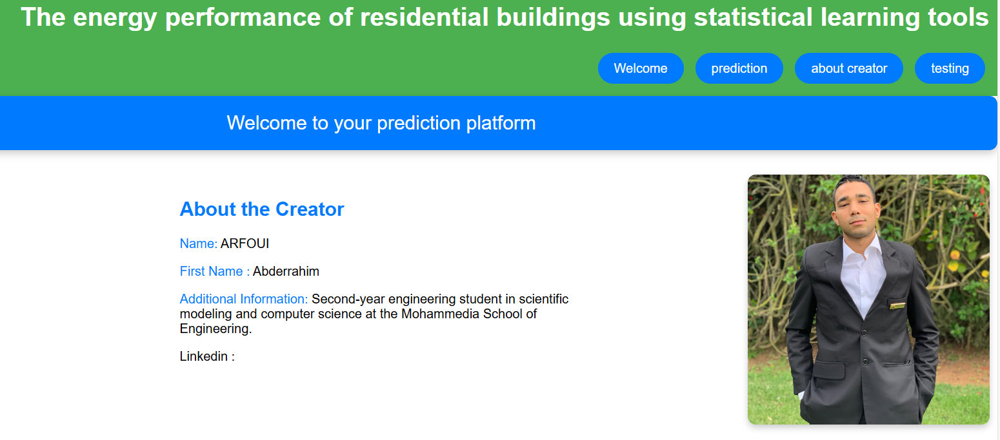 The energy performance of residential buildings using statistical learning tools
Welcome prediction about creator testing
Welcome to your prediction platform
About the Creator
Name: ARFOUI
First Name : Abderrahim
Additional Information: Second-year engineering student in scientific
modeling and computer science at the Mohammedia School of
Engineering.
Linkedin :